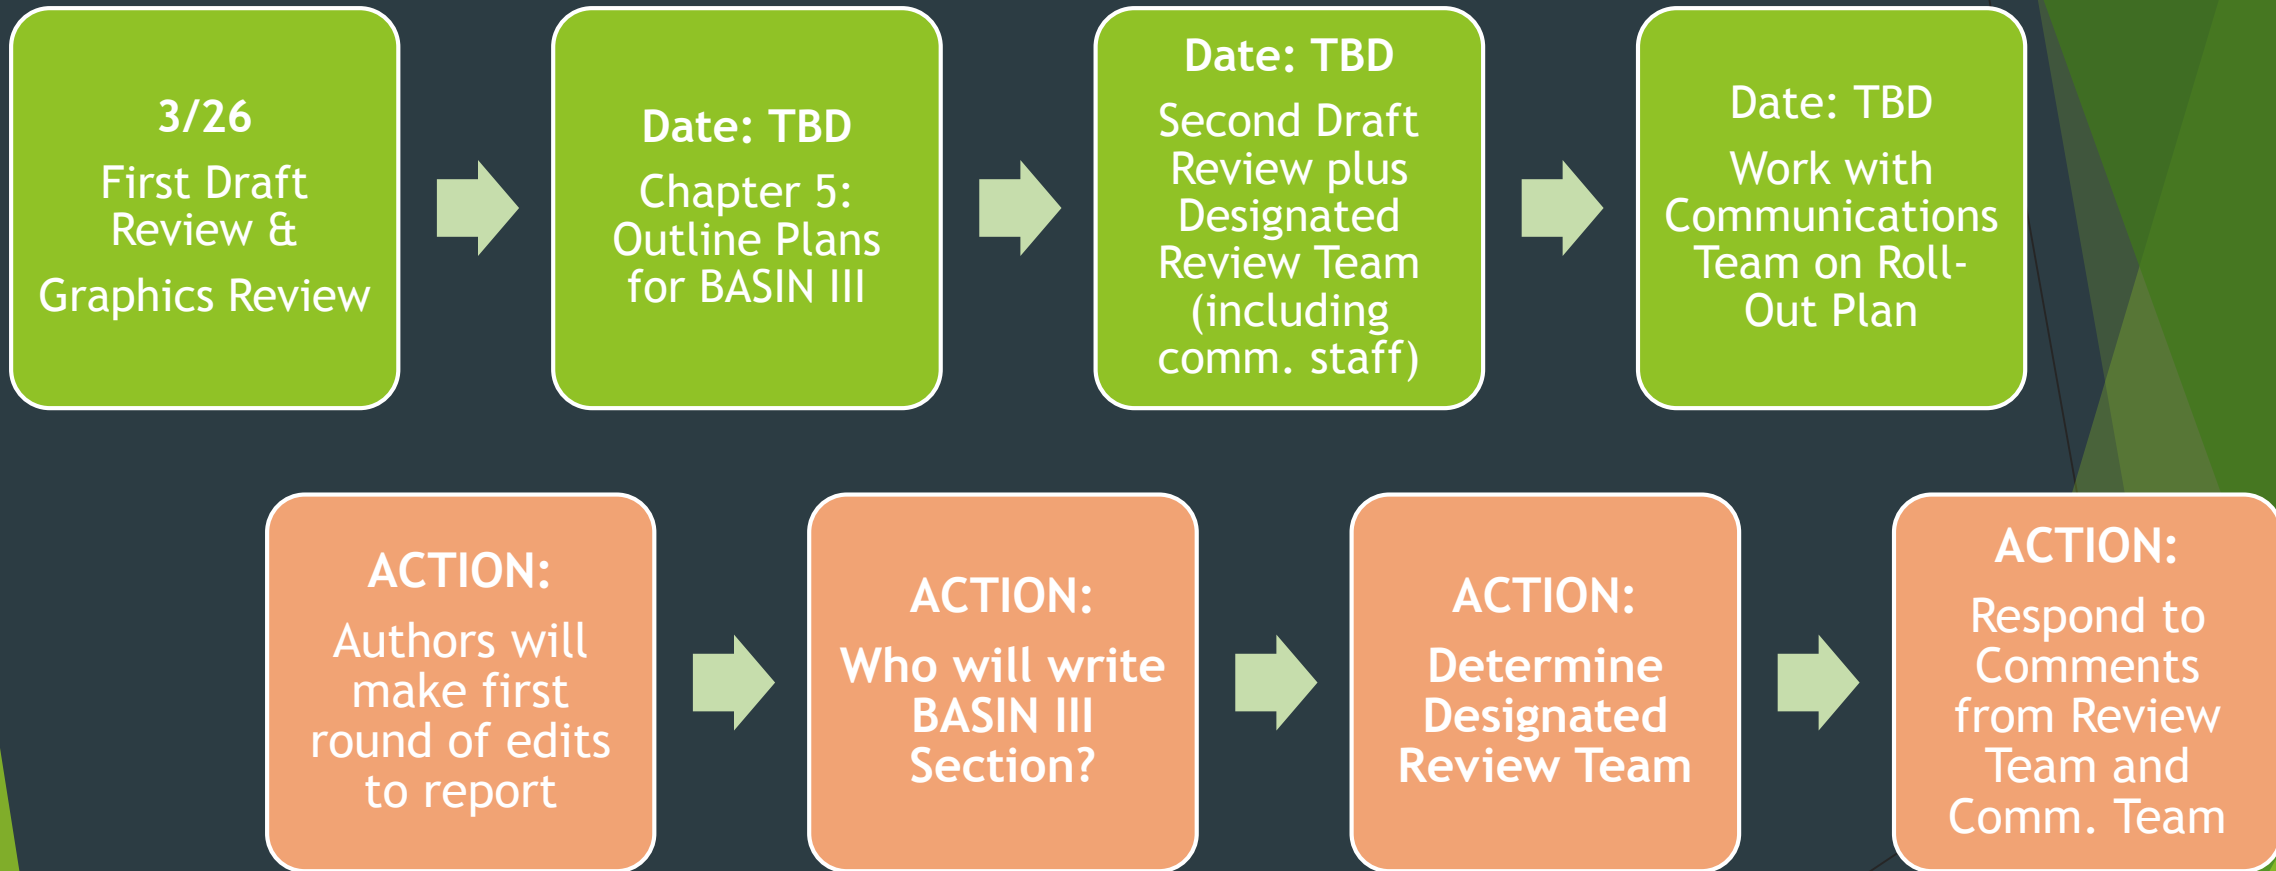 3/26
First Draft
Review &
Graphics Review
Date: TBD
Chapter 5:
Outline Plans
for BASIN III
Date: TBD
Second Draft
Review plus
Designated
Review Team
(including
comm. staff)
Date: TBD
Work with
Communications
Team on Roll-
Out Plan
ACTION:
Authors will
make first
round of edits
to report
ACTION:
Who will write
BASIN III
Section?
ACTION:
Determine
Designated
Review Team
ACTION:
Respond to
Comments
from Review
Team and
Comm. Team